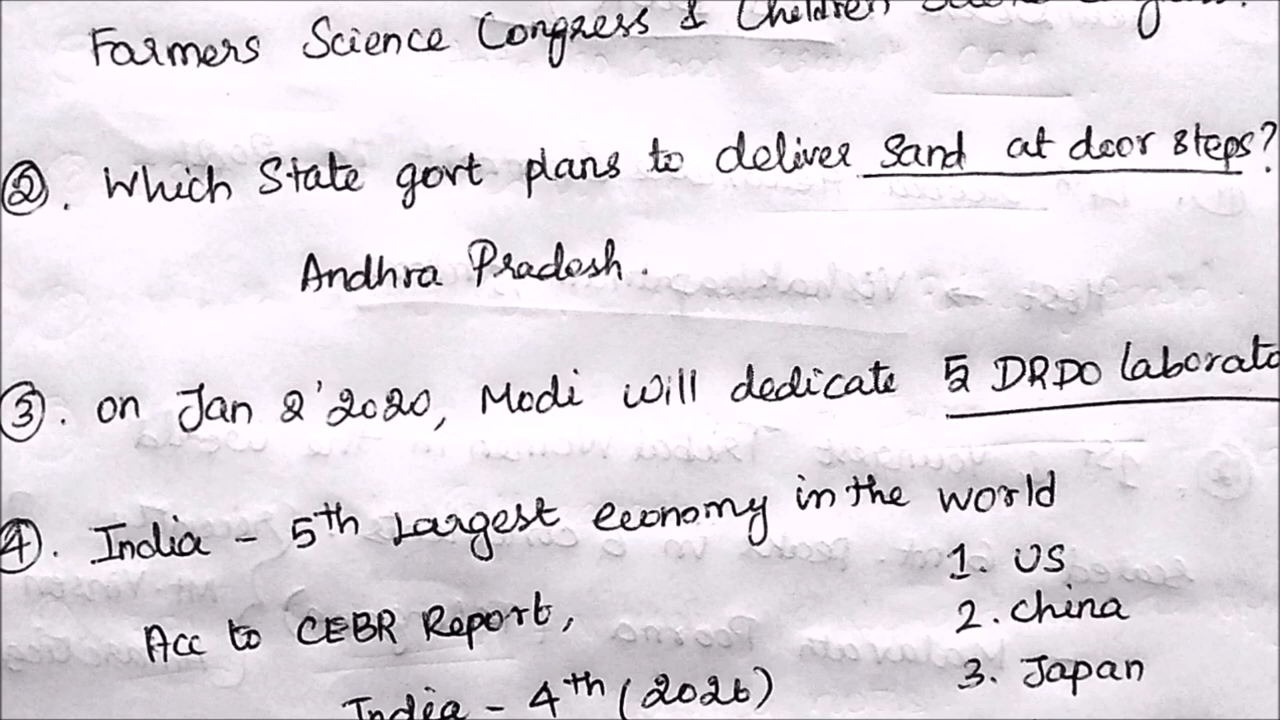 Farmers Science Congress & Children
②. Which State govt plans to deliver Sand at door steps?
Andhra Pradesh.
③. on Jan 2'2020, Modi will dedicate 5 DRDO laborato
④. India - 5th Largest economy in the world
1. US
Acc to CEBR Report,
2. China
3. Japan
India - 4th (2026)